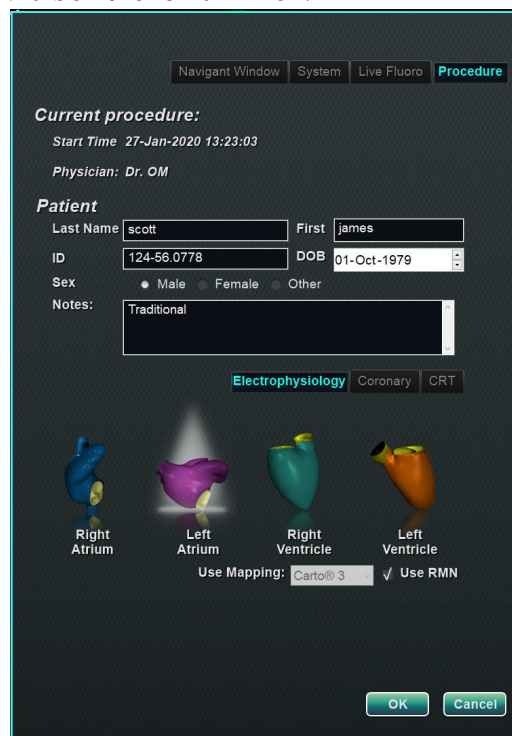 Navigant Window System Live Fluoro Procedure
Current procedure:
Start Time 27-Jan-2020 13:23:03
Physician: Dr. OM
Patient
Last Name scott First james
ID 124-56.0778 DOB 01-Oct-1979
Sex Male Female Other
Notes: Traditional
Electrophysiology Coronary CRT
Right Atrium
Left Atrium
Right Ventricle
Left Ventricle
Use Mapping: Carto® 3 Use RMN
OK Cancel